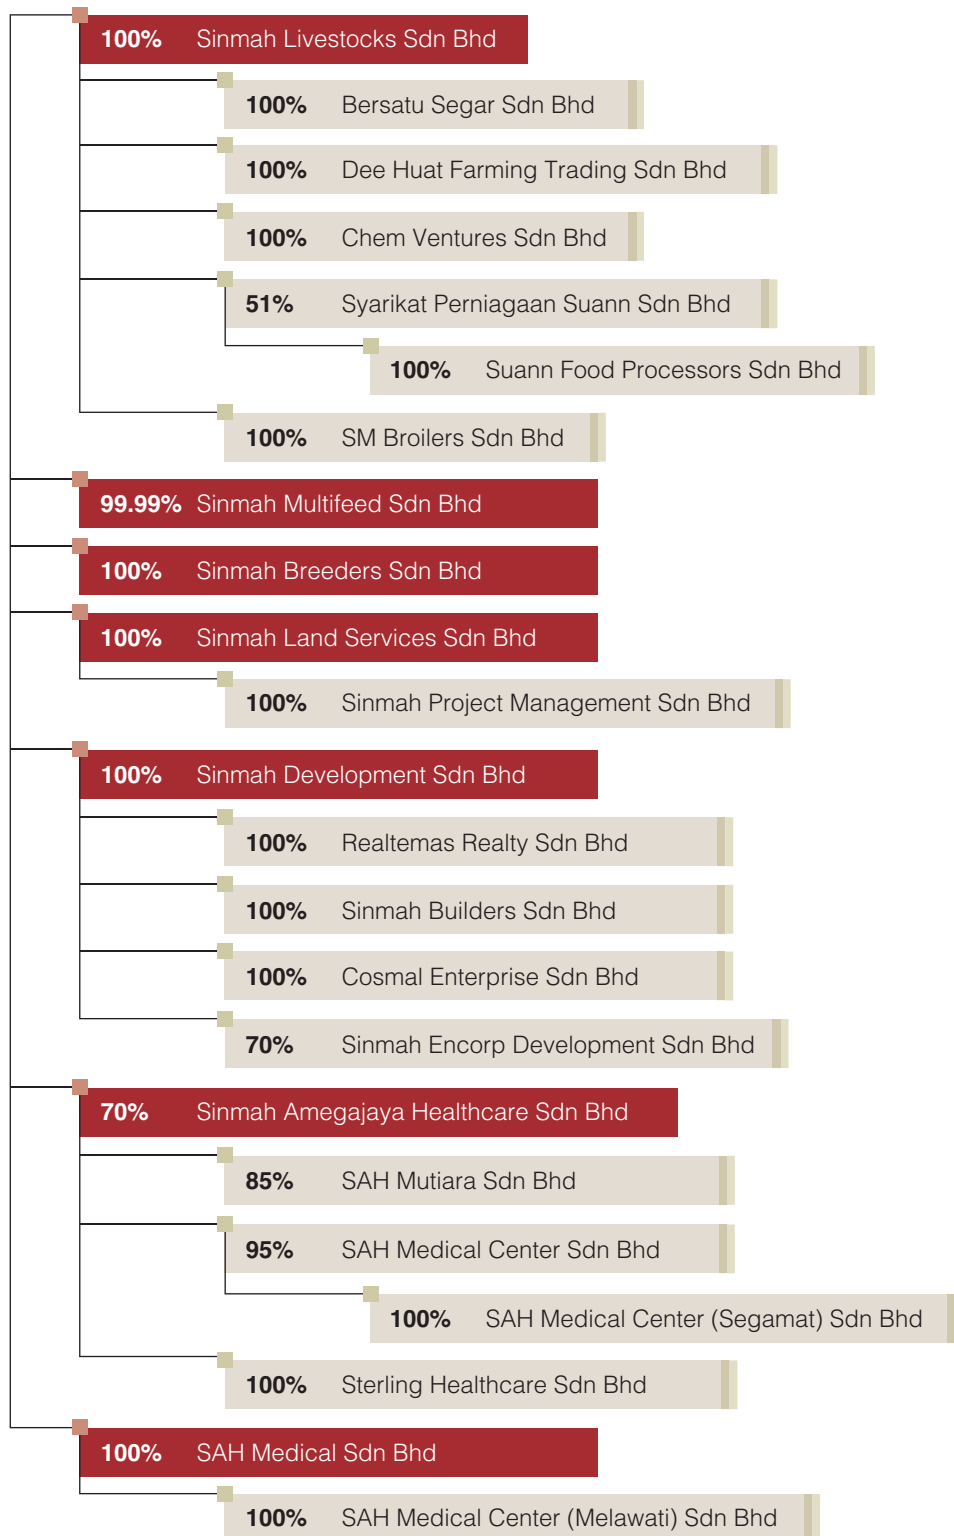 100% Sinmah Livestocks Sdn Bhd
100% Bersatu Segar Sdn Bhd
100% Dee Huat Farming Trading Sdn Bhd
100% Chem Ventures Sdn Bhd
51% Syarikat Perniagaan Suann Sdn Bhd
100% Suann Food Processors Sdn Bhd
100% SM Broilers Sdn Bhd
99.99% Sinmah Multifeed Sdn Bhd
100% Sinmah Breeders Sdn Bhd
100% Sinmah Land Services Sdn Bhd
100% Sinmah Project Management Sdn Bhd
100% Sinmah Development Sdn Bhd
100% Realtemas Realty Sdn Bhd
100% Sinmah Builders Sdn Bhd
100% Cosmal Enterprise Sdn Bhd
70% Sinmah Encorp Development Sdn Bhd
70% Sinmah Amegajaya Healthcare Sdn Bhd
85% SAH Mutiara Sdn Bhd
95% SAH Medical Center Sdn Bhd
100% SAH Medical Center (Segamat) Sdn Bhd
100% Sterling Healthcare Sdn Bhd
100% SAH Medical Sdn Bhd
100% SAH Medical Center (Melawati) Sdn Bhd